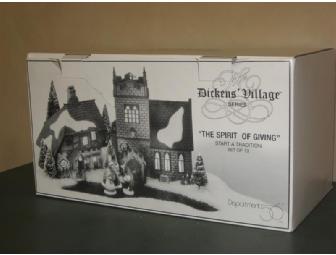 Dickens' Village
SERIES
"THE SPIRIT OF GIVING"
START A TRADITION
SET OF 13
Department 56